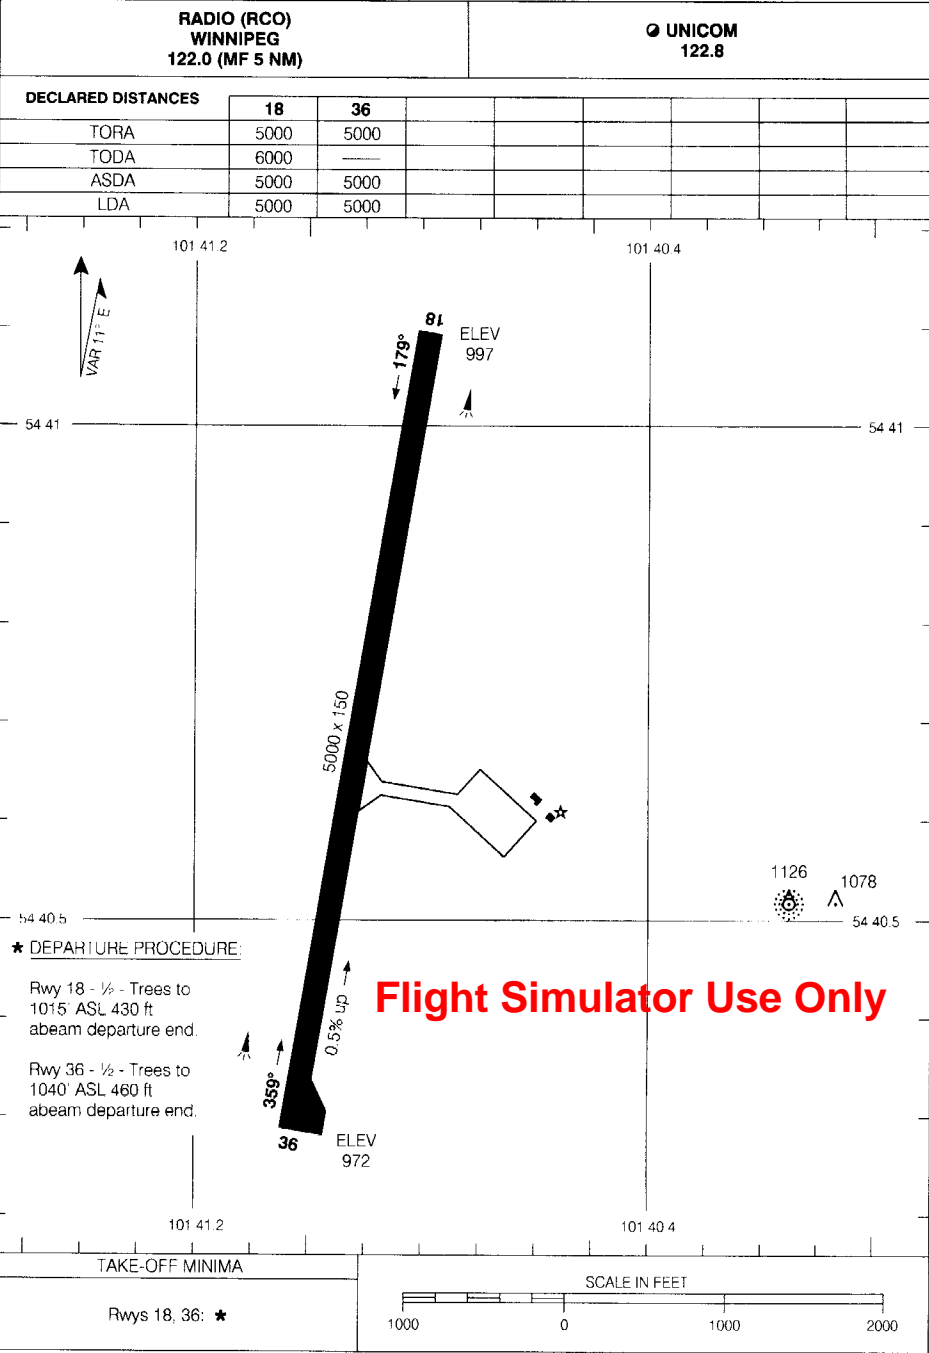 RADIO (RCO)
WINNIPEG
122.0 (MF 5 NM)
UNICOM
122.8
DECLARED DISTANCES
18 36
TORA 5000 5000
TODA 6000 —
ASDA 5000 5000
LDA 5000 5000
101 41.2 101 40.4
VAR 11° E
18
ELEV
997
179°
54 41 54 41
5000 x 150
1126
1078
54 40.5 54 40.5
★ DEPARTURE PROCEDURE:
Rwy 18 - ½ - Trees to
1015' ASL 430 ft
abeam departure end.
Flight Simulator Use Only
0.5% up
Rwy 36 - ½ - Trees to
1040' ASL 460 ft
abeam departure end.
359°
36
ELEV
972
101 41.2 101 40.4
TAKE-OFF MINIMA
Rwys 18, 36: ★
SCALE IN FEET
1000 0 1000 2000